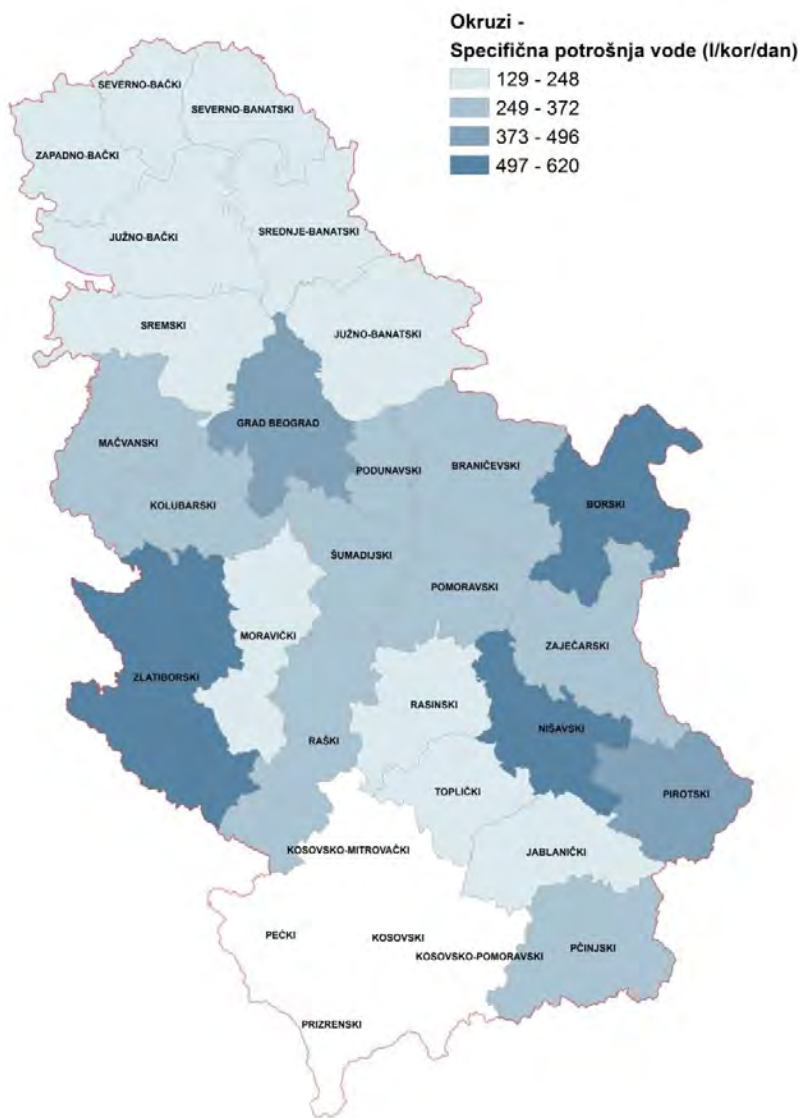 Okruzi -
Specifična potrošnja vode (l/kor/dan)
129 - 248
249 - 372
373 - 496
497 - 620
SEVERNO-BAČKI
SEVERNO-BANATSKI
ZAPADNO-BAČKI
JUŽNO-BAČKI
SREDNJE-BANATSKI
SREMSKI
JUŽNO-BANATSKI
GRAD BEOGRAD
MAČVANSKI
PODUNAVSKI
BRANIČEVSKI
KOLUBARSKI
BORSKI
ŠUMADIJSKI
POMORAVSKI
MORAVIČKI
ZAJEČARSKI
ZLATIBORSKI
RASINSKI
NIŠAVSKI
RAŠKI
TOPLIČKI
PIROTSKI
KOSOVSKO-MITROVAČKI
JABLANIČKI
PEĆKI
KOSOVSKI
KOSOVSKO-POMORAVSKI
PČINJSKI
PRIZRENSKI